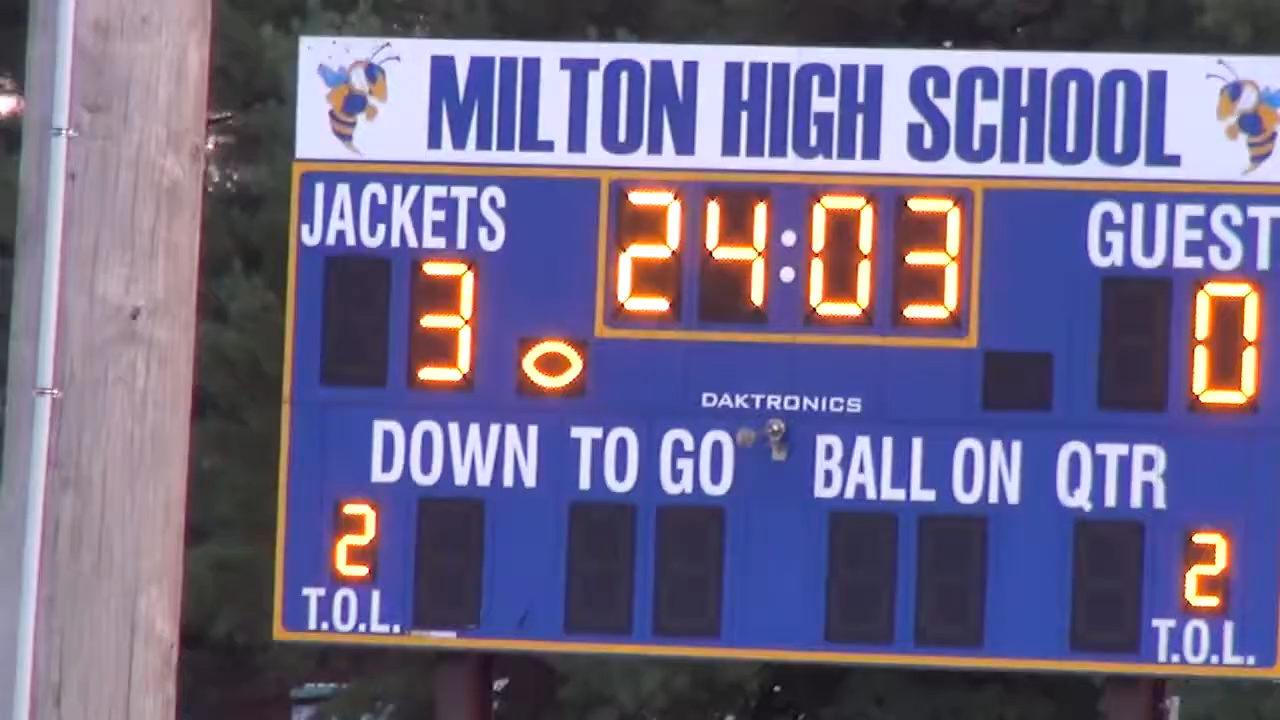 MILTON HIGH SCHOOL
JACKETS 24:03 GUEST
3 0
DAKTRONICS
DOWN TO GO BALL ON QTR
2 2
T.O.L. T.O.L.